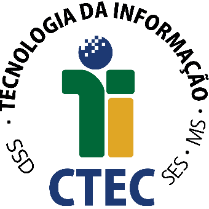 · TECNOLOGIA DA INFORMAÇÃO ·
SSD
SES · MS ·
CTEC